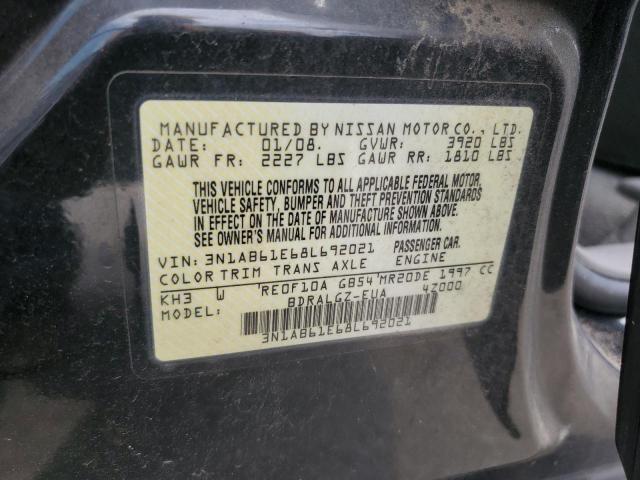 MANUFACTURED BY NISSAN MOTOR CO., LTD.
DATE: 01/08. GVWR: 3920 LBS
GAWR FR: 2227 LBS GAWR RR: 1810 LBS
THIS VEHICLE CONFORMS TO ALL APPLICABLE FEDERAL MOTOR
VEHICLE SAFETY, BUMPER AND THEFT PREVENTION STANDARDS
IN EFFECT ON THE DATE OF MANUFACTURE SHOWN ABOVE.
SEE OWNER'S MANUAL FOR ADDITIONAL INFORMATION.
VIN: 3N1AB61E68L692021 PASSENGER CAR.
COLOR TRIM TRANS AXLE ENGINE
KH3 W 'RE0F10A GB54'MR20DE 1997 CC
MODEL: BDRALGZ-EUA 4Z000
3N1AB61E68L692021